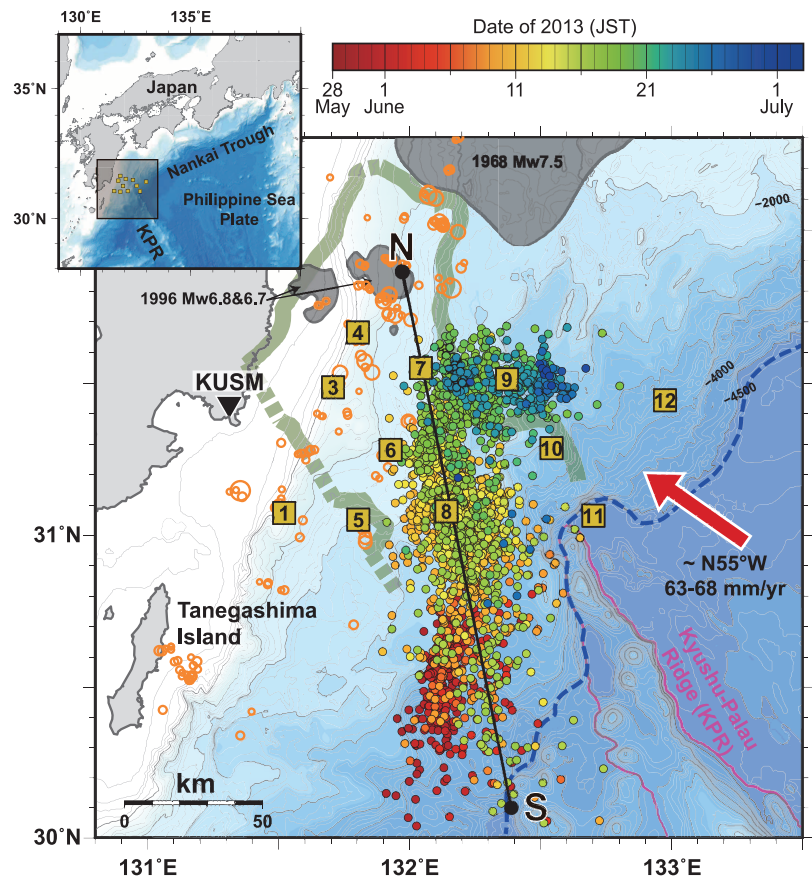 130°E
135°E
35°N
30°N
Japan
Nankai Trough
Philippine Sea
Plate
KPR
Date of 2013 (JST)
28
1
11
21
1
May
June
July
1968 Mw7.5
−2000
N
1996 Mw6.8&6.7
4
7
3
9
KUSM
12
−4000
−4500
6
10
1
5
8
11
31°N
~ N55°W
63-68 mm/yr
Tanegashima
Island
Kyushu-Palau
Ridge (KPR)
km
0
50
S
30°N
131°E
132°E
133°E